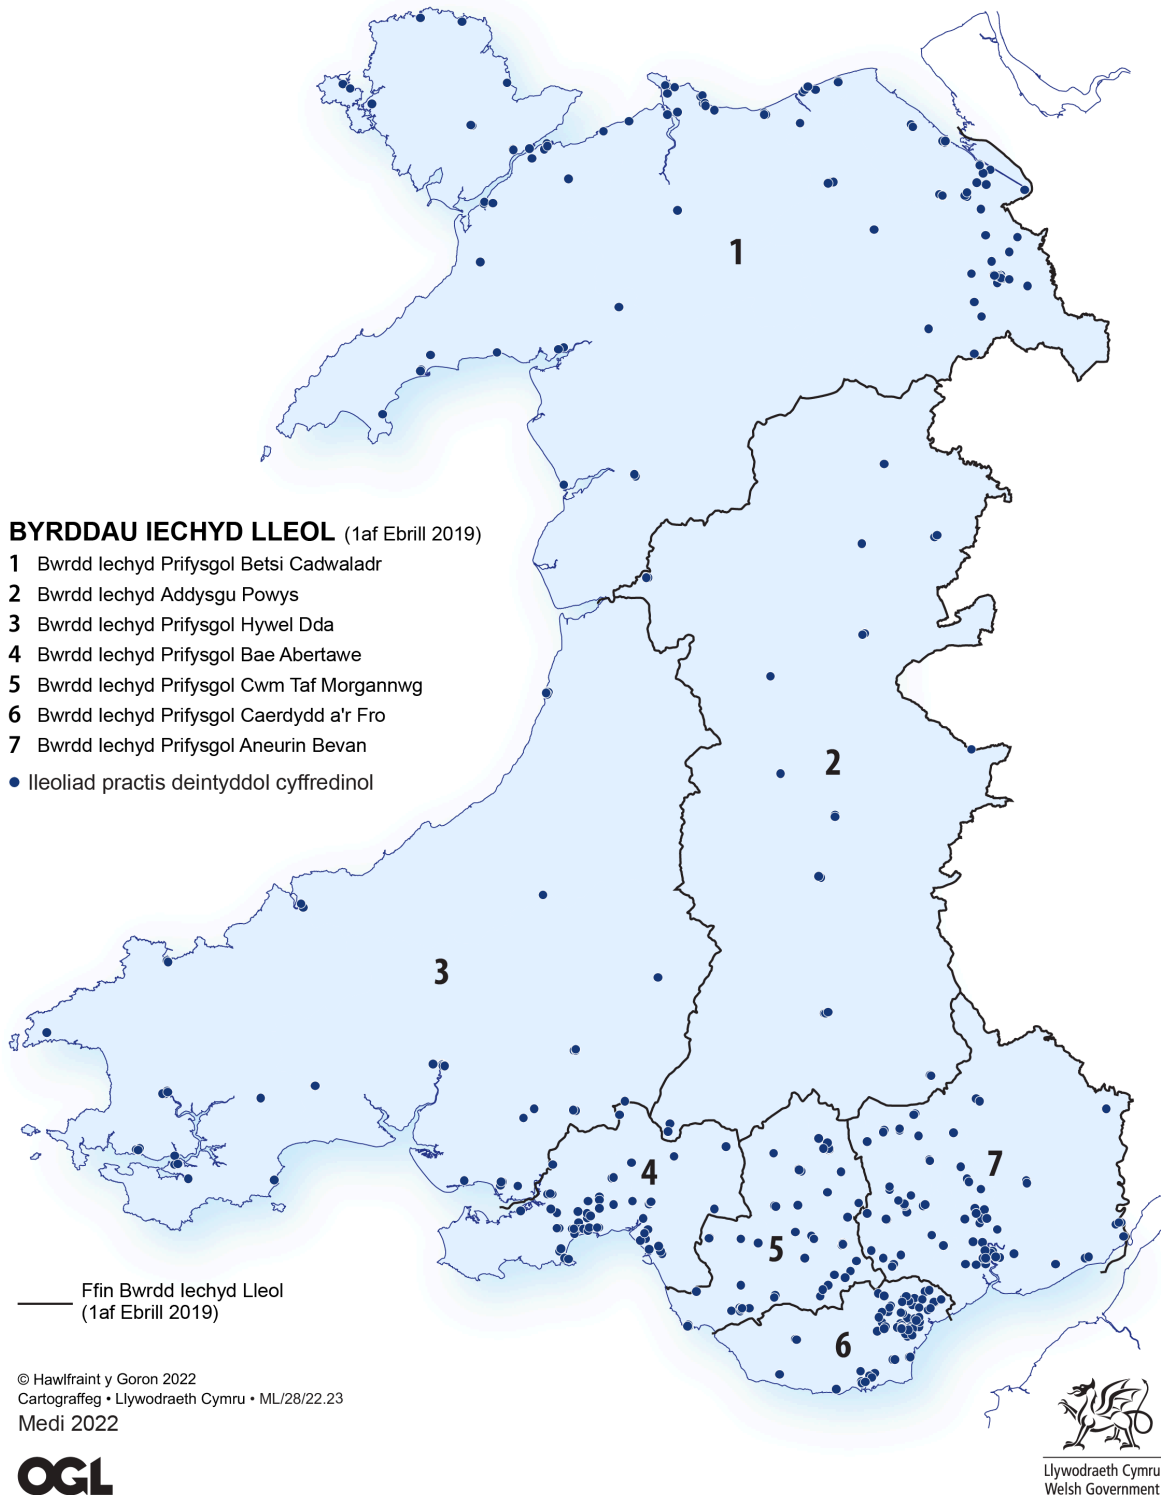 1
BYRDDAU IECHYD LLEOL (1af Ebrill 2019)
1 Bwrdd Iechyd Prifysgol Betsi Cadwaladr
2 Bwrdd Iechyd Addysgu Powys
3 Bwrdd Iechyd Prifysgol Hywel Dda
4 Bwrdd Iechyd Prifysgol Bae Abertawe
5 Bwrdd Iechyd Prifysgol Cwm Taf Morgannwg
6 Bwrdd Iechyd Prifysgol Caerdydd a'r Fro
7 Bwrdd Iechyd Prifysgol Aneurin Bevan
lleoliad practis deintyddol cyffredinol
2
3
4
7
5
6
Ffin Bwrdd Iechyd Lleol
(1af Ebrill 2019)
© Hawlfraint y Goron 2022
Cartograffeg • Llywodraeth Cymru • ML/28/22.23
Medi 2022
OGL
Llywodraeth Cymru
Welsh Government